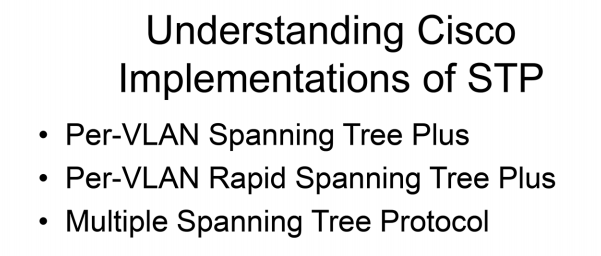 Understanding Cisco
Implementations of STP
• Per-VLAN Spanning Tree Plus
• Per-VLAN Rapid Spanning Tree Plus
• Multiple Spanning Tree Protocol